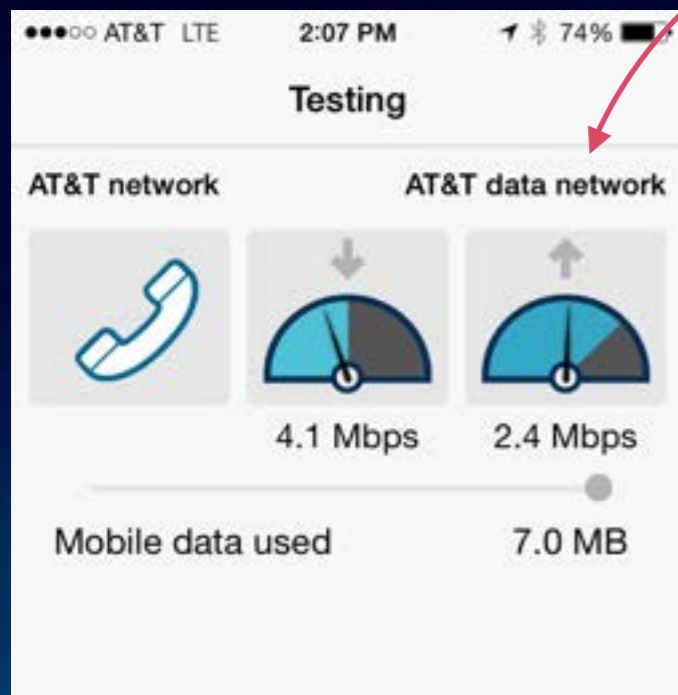 AT&T LTE 2:07 PM 74%
Testing
AT&T network AT&T data network
4.1 Mbps 2.4 Mbps
Mobile data used 7.0 MB